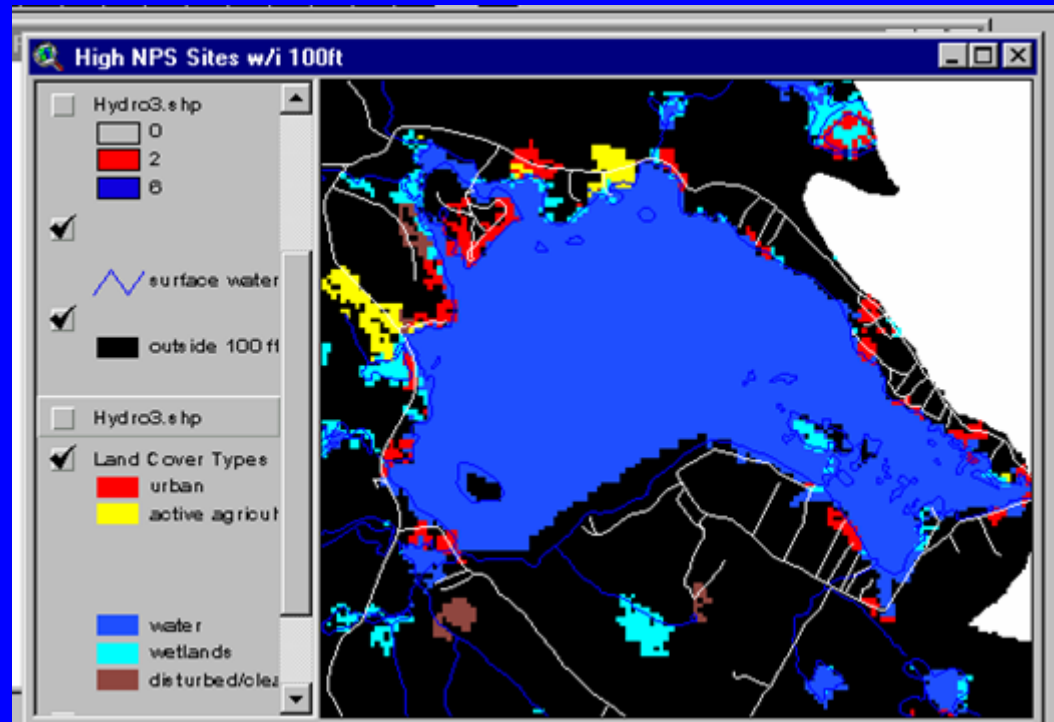 High NPS Sites w/i 100ft
Hydro3.shp
0
2
6
surface water
outside 100 ft
Hydro3.shp
Land Cover Types
urban
active agricult
water
wetlands
disturbed/clea